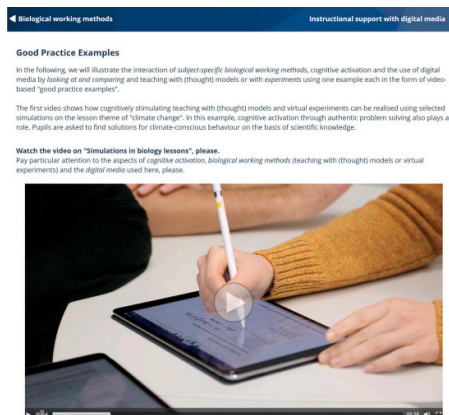 Biological working methods
Instructional support with digital media
Good Practice Examples
In the following, we will illustrate the interaction of subject-specific biological working methods, cognitive activation and the use of digital
media by looking at and comparing and teaching with (thought) models or with experiments using one example each in the form of video-
based "good practice examples".
The first video shows how cognitively stimulating teaching with (thought) models and virtual experiments can be realised using selected
simulations on the lesson theme of "climate change". In this example, cognitive activation through authentic problem solving also plays a
role. Pupils are asked to find solutions for climate-conscious behaviour on the basis of scientific knowledge.
Watch the video on "Simulations in biology lessons", please.
Pay particular attention to the aspects of cognitive activation, biological working methods (teaching with (thought) models or virtual
experiments) and the digital media used here, please.